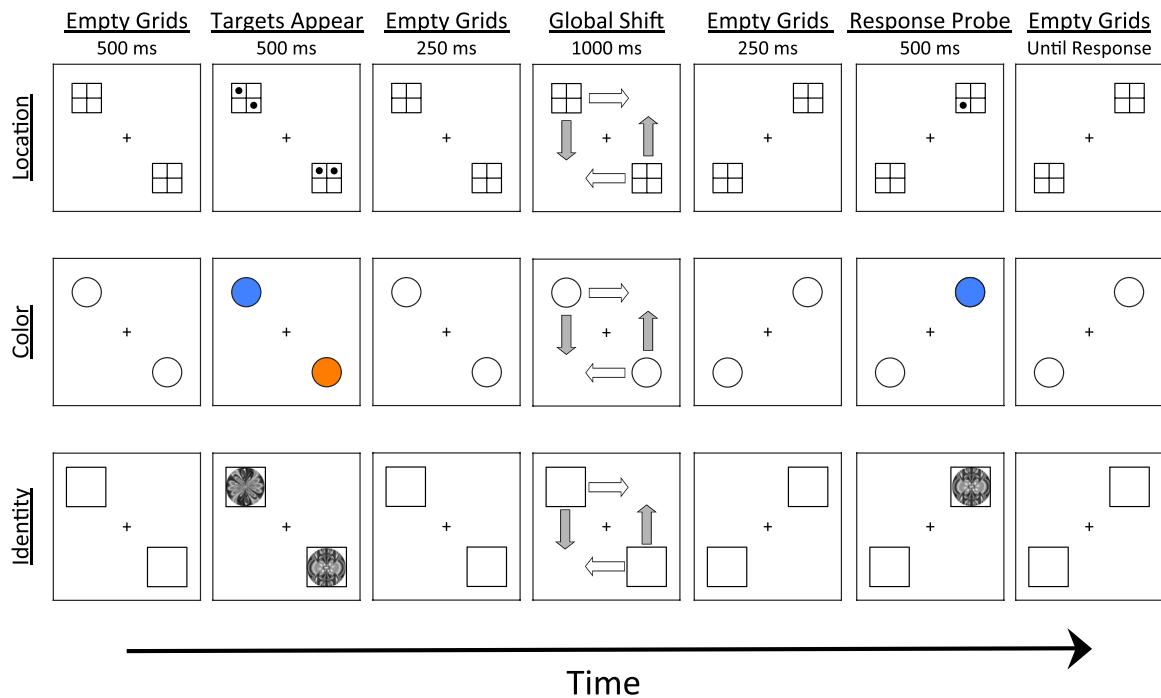 Empty Grids Targets Appear Empty Grids Global Shift Empty Grids Response Probe Empty Grids
500 ms 500 ms 250 ms 1000 ms 250 ms 500 ms Until Response
Location
Color
Identity
Time